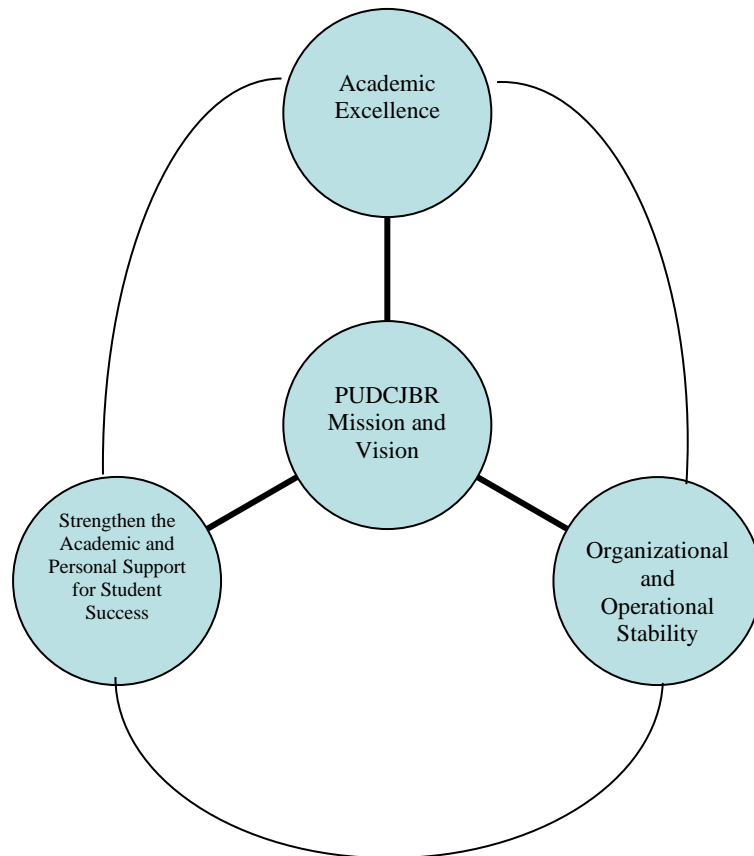 Academic
Excellence
PUDCJBR
Mission and
Vision
Strengthen the
Academic and
Personal Support
for Student
Success
Organizational
and
Operational
Stability